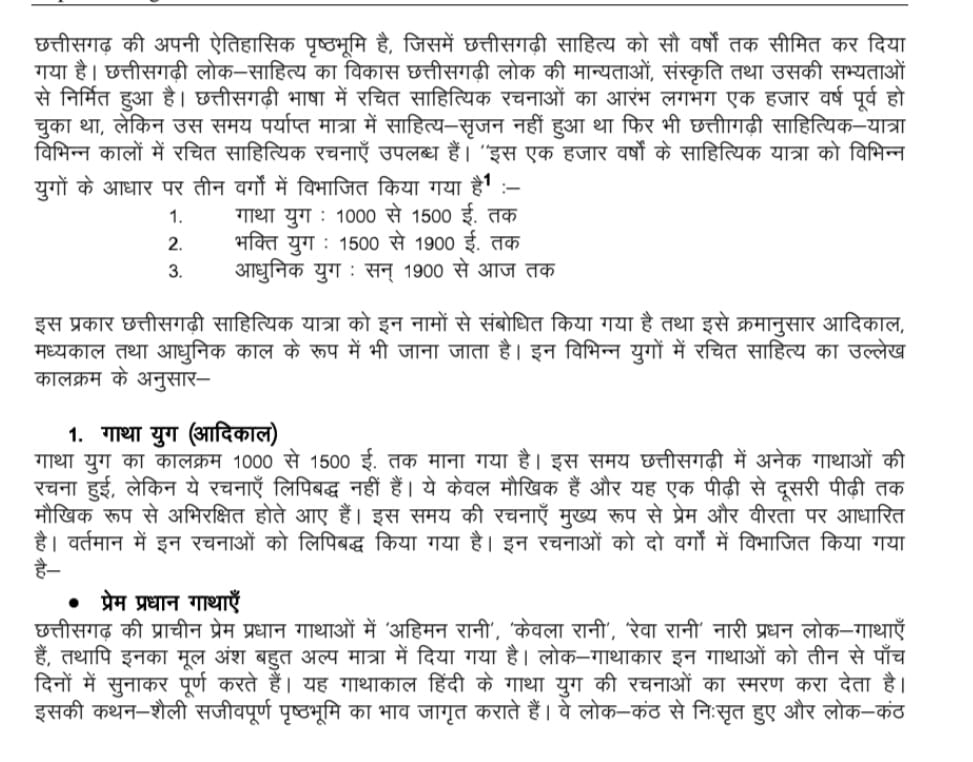 छत्तीसगढ़ की अपनी ऐतिहासिक पृष्ठभूमि है, जिसमें छत्तीसगढ़ी साहित्य को सौ वर्षों तक सीमित कर दिया
गया है। छत्तीसगढ़ी लोक–साहित्य का विकास छत्तीसगढ़ी लोक की मान्यताओं, संस्कृति तथा उसकी सभ्यताओं
से निर्मित हुआ है। छत्तीसगढ़ी भाषा में रचित साहित्यिक रचनाओं का आरंभ लगभग एक हजार वर्ष पूर्व हो
चुका था, लेकिन उस समय पर्याप्त मात्रा में साहित्य–सृजन नहीं हुआ था फिर भी छत्तीागढ़ी साहित्यिक–यात्रा
विभिन्न कालों में रचित साहित्यिक रचनाएँ उपलब्ध हैं। "इस एक हजार वर्षों के साहित्यिक यात्रा को विभिन्न
युगों के आधार पर तीन वर्गों में विभाजित किया गया है¹ :–
1. गाथा युग : 1000 से 1500 ई. तक
2. भक्ति युग : 1500 से 1900 ई. तक
3. आधुनिक युग : सन् 1900 से आज तक
इस प्रकार छत्तीसगढ़ी साहित्यिक यात्रा को इन नामों से संबोधित किया गया है तथा इसे क्रमानुसार आदिकाल,
मध्यकाल तथा आधुनिक काल के रूप में भी जाना जाता है। इन विभिन्न युगों में रचित साहित्य का उल्लेख
कालक्रम के अनुसार–
1. गाथा युग (आदिकाल)
गाथा युग का कालक्रम 1000 से 1500 ई. तक माना गया है। इस समय छत्तीसगढ़ी में अनेक गाथाओं की
रचना हुई, लेकिन ये रचनाएँ लिपिबद्ध नहीं हैं। ये केवल मौखिक हैं और यह एक पीढ़ी से दूसरी पीढ़ी तक
मौखिक रूप से अभिरक्षित होते आए हैं। इस समय की रचनाएँ मुख्य रूप से प्रेम और वीरता पर आधारित
है। वर्तमान में इन रचनाओं को लिपिबद्ध किया गया है। इन रचनाओं को दो वर्गों में विभाजित किया गया
है–
• प्रेम प्रधान गाथाएँ
छत्तीसगढ़ की प्राचीन प्रेम प्रधान गाथाओं में 'अहिमन रानी', 'केवला रानी', 'रेवा रानी' नारी प्रधन लोक–गाथाएँ
हैं, तथापि इनका मूल अंश बहुत अल्प मात्रा में दिया गया है। लोक–गाथाकार इन गाथाओं को तीन से पाँच
दिनों में सुनाकर पूर्ण करते हैं। यह गाथाकाल हिंदी के गाथा युग की रचनाओं का स्मरण करा देता है।
इसकी कथन–शैली सजीवपूर्ण पृष्ठभूमि का भाव जागृत कराते हैं। वे लोक–कंठ से निःसृत हुए और लोक–कंठ